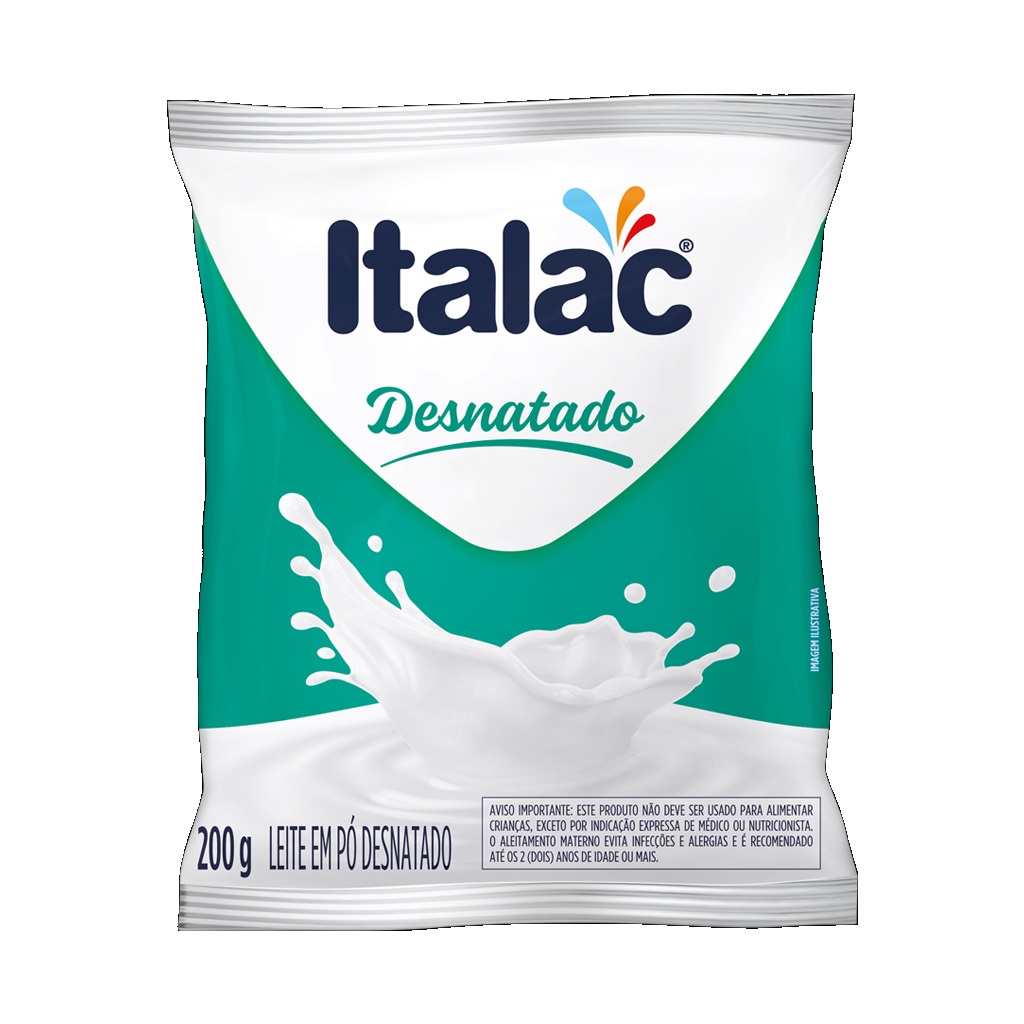 Italac®
Desnatado
IMAGEM ILUSTRATIVA
200 g LEITE EM PÓ DESNATADO
AVISO IMPORTANTE: ESTE PRODUTO NÃO DEVE SER USADO PARA ALIMENTAR
CRIANÇAS, EXCETO POR INDICAÇÃO EXPRESSA DE MÉDICO OU NUTRICIONISTA.
O ALEITAMENTO MATERNO EVITA INFECÇÕES E ALERGIAS E É RECOMENDADO
ATÉ OS 2 (DOIS) ANOS DE IDADE OU MAIS.